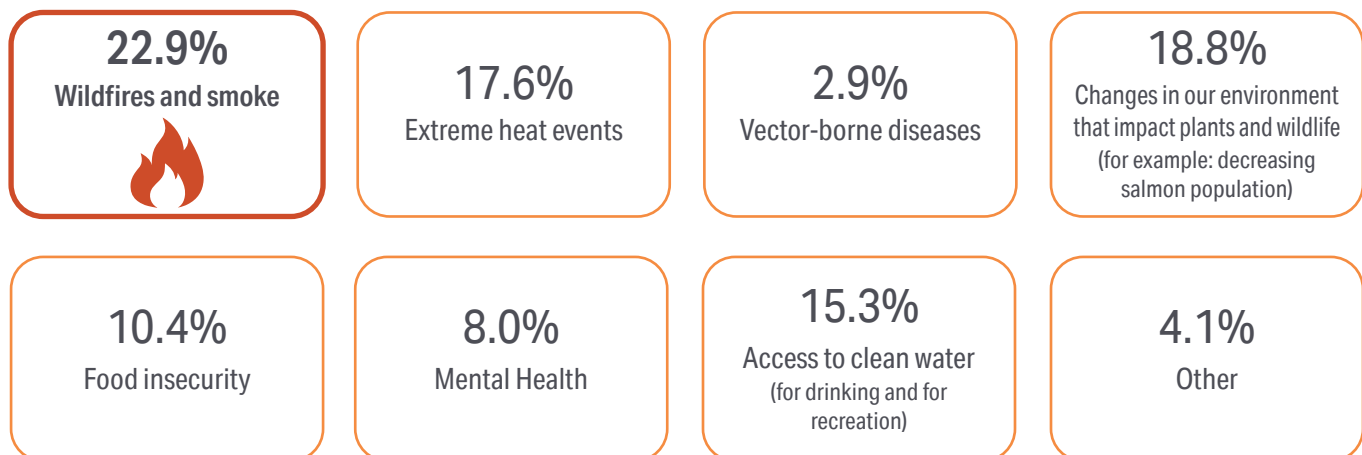 22.9%
Wildfires and smoke
17.6%
Extreme heat events
2.9%
Vector-borne diseases
18.8%
Changes in our environment
that impact plants and wildlife
(for example: decreasing
salmon population)
10.4%
Food insecurity
8.0%
Mental Health
15.3%
Access to clean water
(for drinking and for
recreation)
4.1%
Other